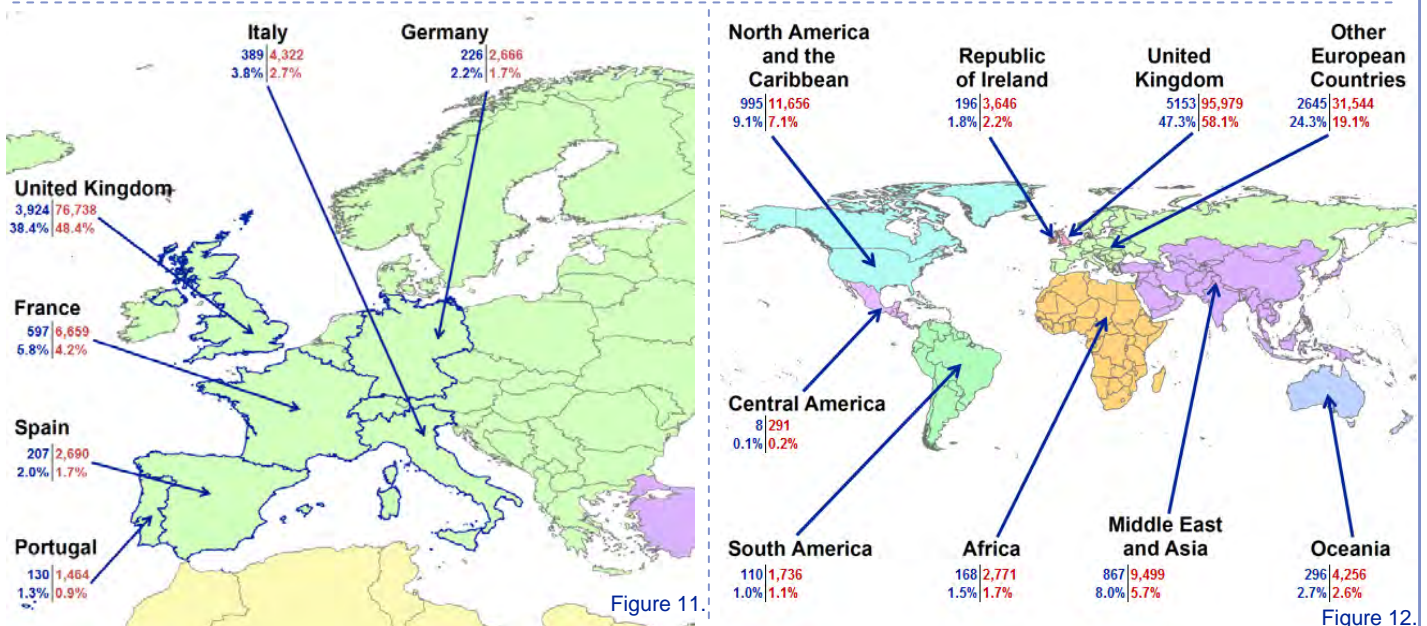 Italy
389 4,322
3.8% 2.7%
Germany
226 2,666
2.2% 1.7%
United Kingdom
3,924 76,738
38.4% 48.4%
France
597 6,659
5.8% 4.2%
Spain
207 2,690
2.0% 1.7%
Portugal
130 1,464
1.3% 0.9%
Figure 11.
North America
and the
Caribbean
995 11,656
9.1% 7.1%
Republic
of Ireland
196 3,646
1.8% 2.2%
United
Kingdom
5153 95,979
47.3% 58.1%
Other
European
Countries
2645 31,544
24.3% 19.1%
Central America
8 291
0.1% 0.2%
South America
110 1,736
1.0% 1.1%
Africa
168 2,771
1.5% 1.7%
Middle East
and Asia
867 9,499
8.0% 5.7%
Oceania
296 4,256
2.7% 2.6%
Figure 12.